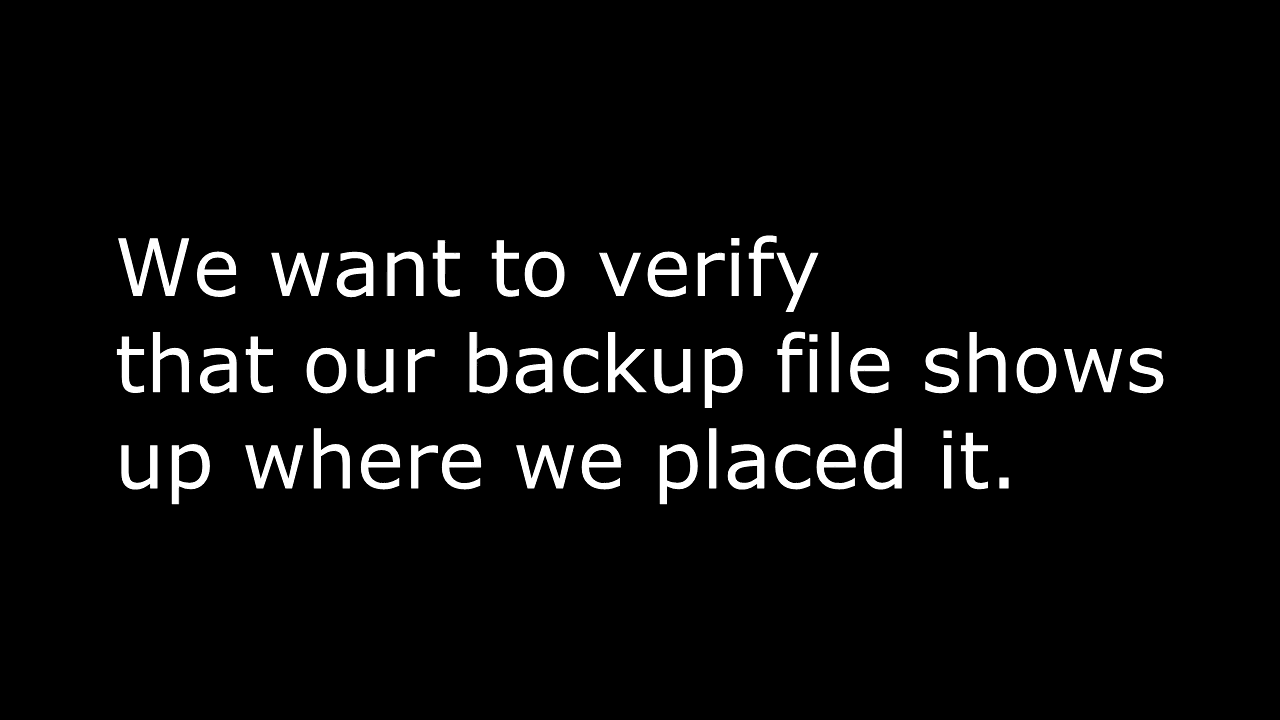 We want to verify
that our backup file shows
up where we placed it.